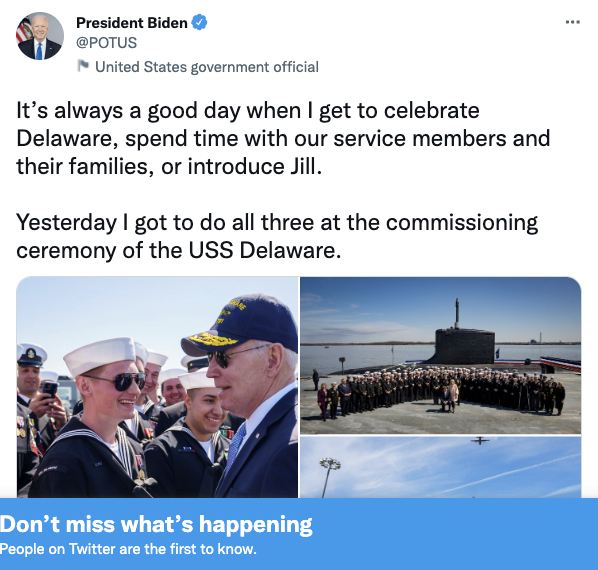 President Biden
@POTUS
United States government official
It’s always a good day when I get to celebrate
Delaware, spend time with our service members and
their families, or introduce Jill.
Yesterday I got to do all three at the commissioning
ceremony of the USS Delaware.
Don’t miss what’s happening
People on Twitter are the first to know.